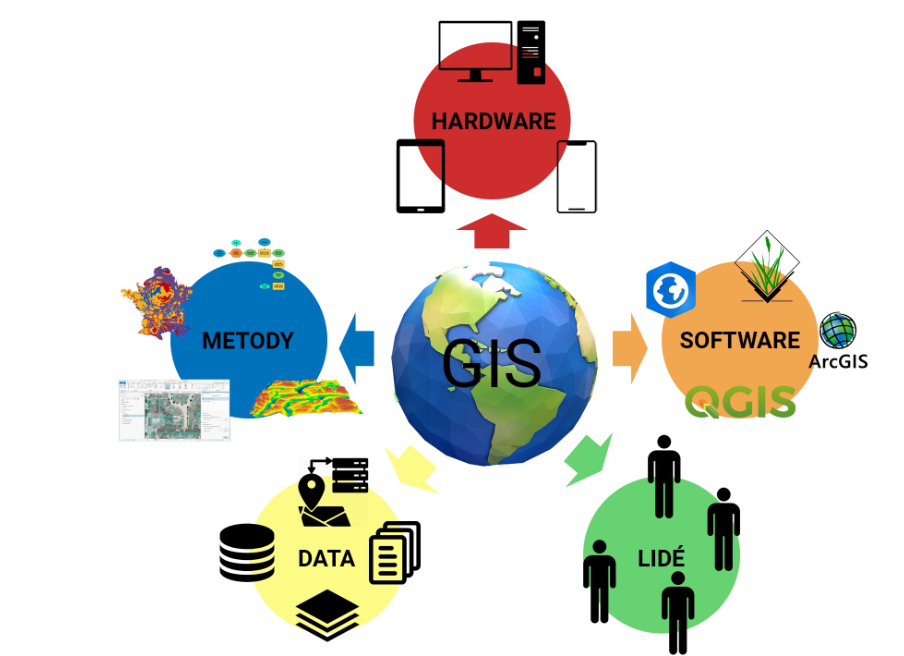 HARDWARE
METODY
GIS
SOFTWARE
ArcGIS
QGIS
DATA
LIDÉ